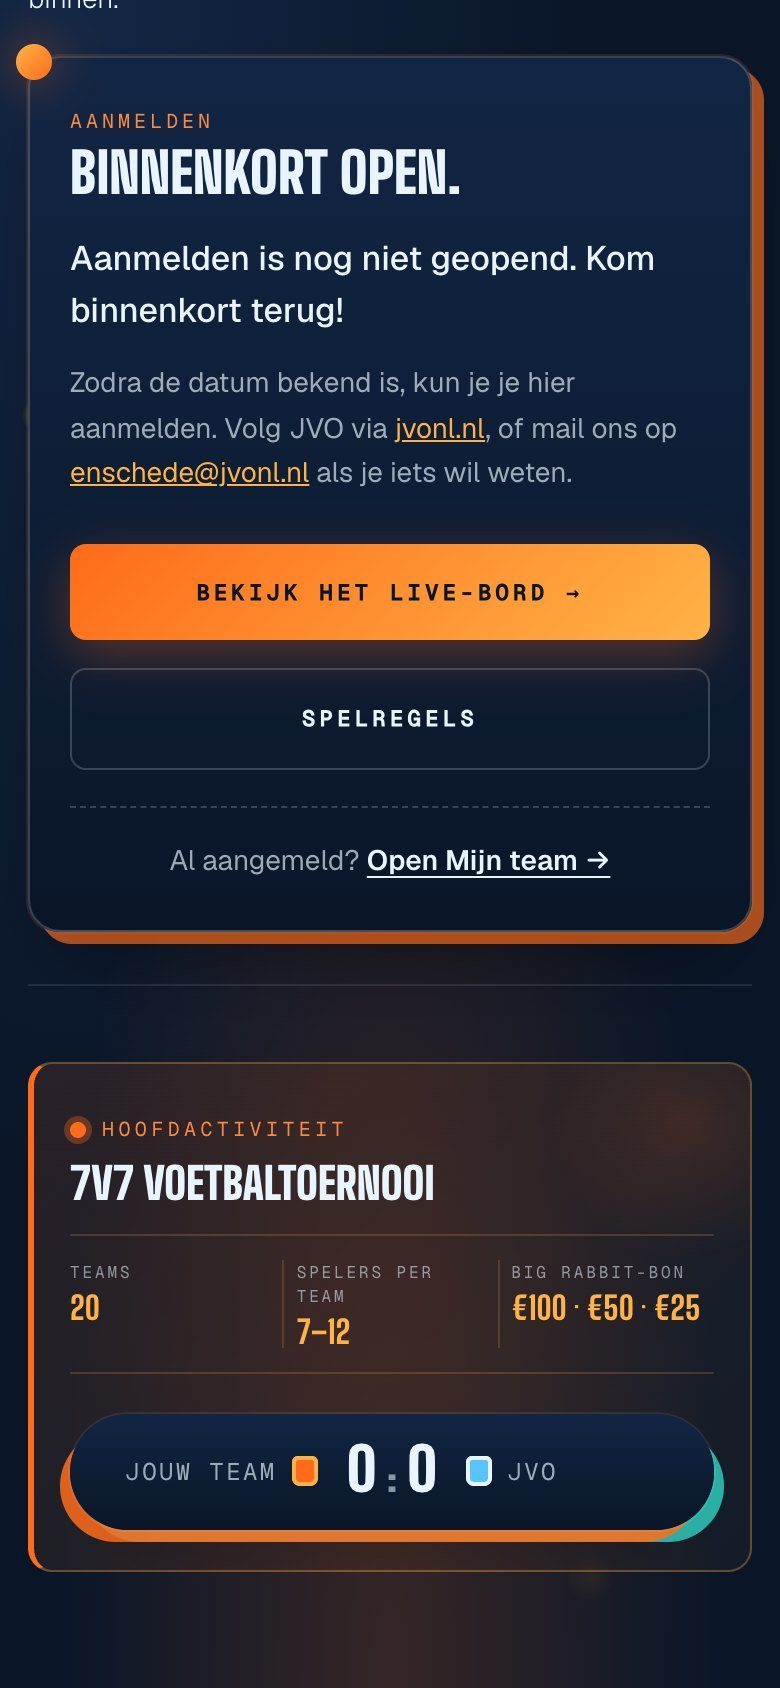 binnen.
AANMELDEN
BINNENKORT OPEN.
Aanmelden is nog niet geopend. Kom
binnenkort terug!
Zodra de datum bekend is, kun je je hier
aanmelden. Volg JVO via jvonl.nl, of mail ons op
enschede@jvonl.nl als je iets wil weten.
BEKIJK HET LIVE-BORD →
SPELREGELS
Al aangemeld? Open Mijn team →
HOOFDACTIVITEIT
7V7 VOETBALTOERNOOI
TEAMS
20
SPELERS PER
TEAM
7–12
BIG RABBIT-BON
€100 · €50 · €25
JOUW TEAM 0:0 JVO